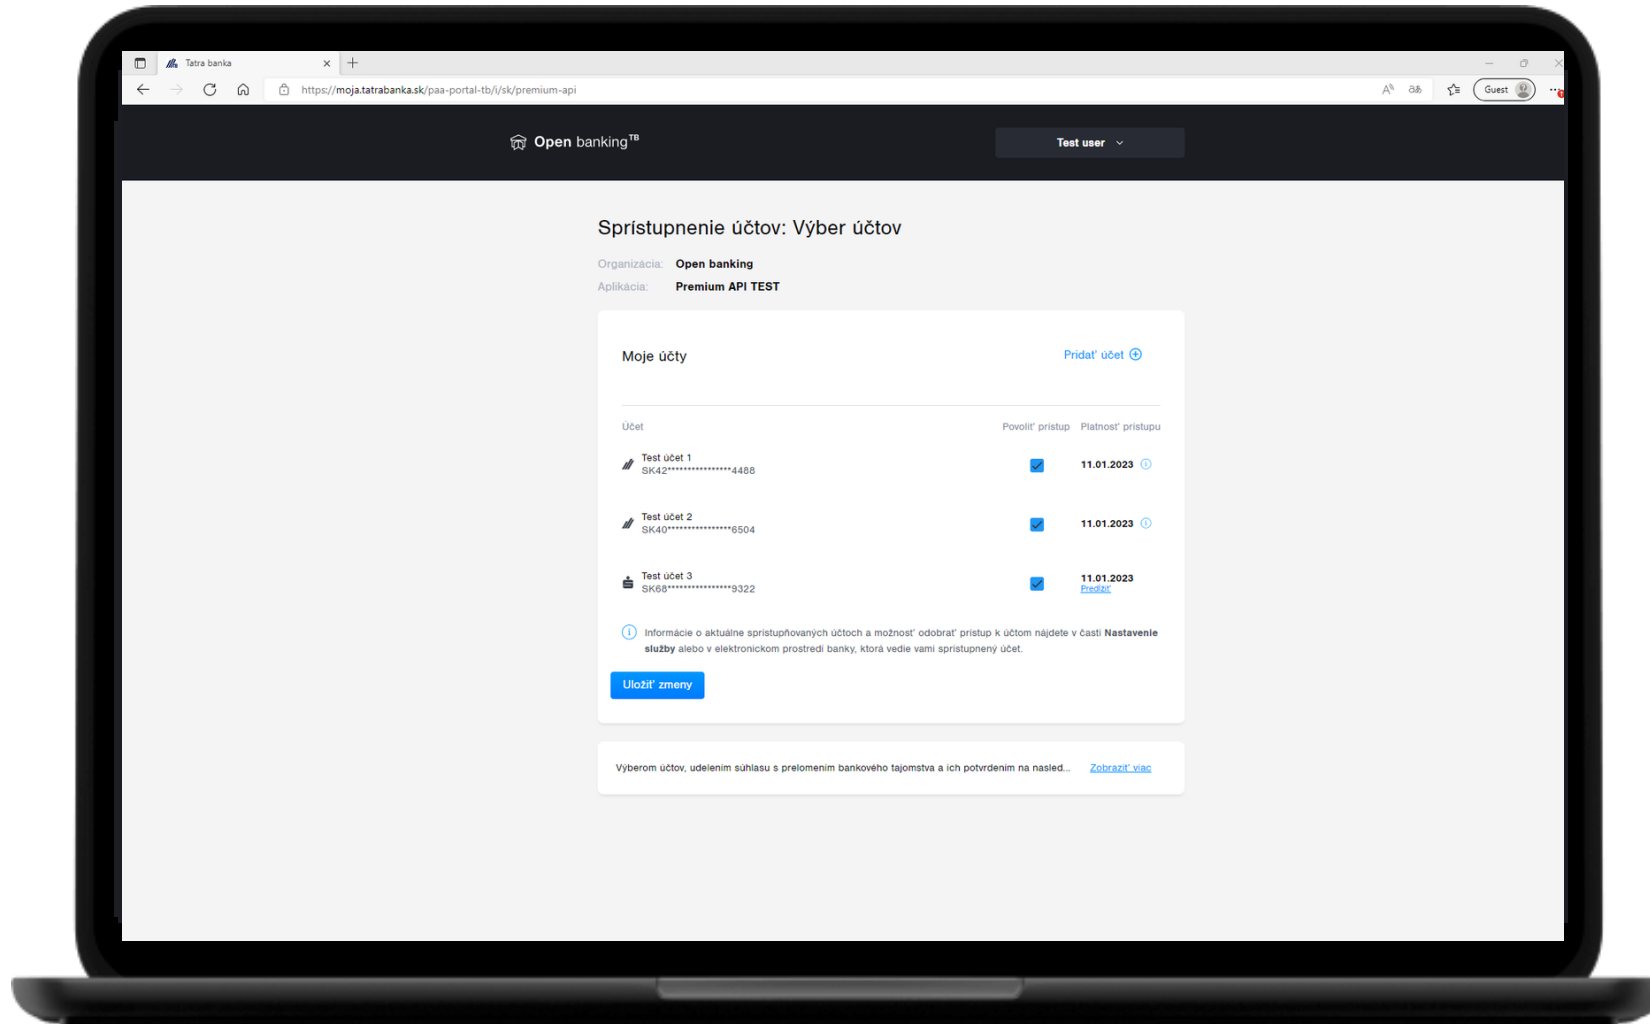 Tatra banka
https://moja.tatrabanka.sk/paa-portal-tb/i/sk/premium-api
Guest
Open bankingTB
Test user
Sprístupnenie účtov: Výber účtov
Organizácia: Open banking
Aplikácia: Premium API TEST
Moje účty
Pridať účet
Účet Povoliť prístup Platnosť prístupu
Test účet 1
SK42****************4488
11.01.2023
Test účet 2
SK40****************6504
11.01.2023
Test účet 3
SK68****************9322
11.01.2023
Predĺžiť
Informácie o aktuálne sprístupňovaných účtoch a možnosť odobrať prístup k účtom nájdete v časti Nastavenie
služby alebo v elektronickom prostredí banky, ktorá vedie vami sprístupnený účet.
Uložiť zmeny
Výberom účtov, udelením súhlasu s prelomením bankového tajomstva a ich potvrdením na nasled... Zobraziť viac